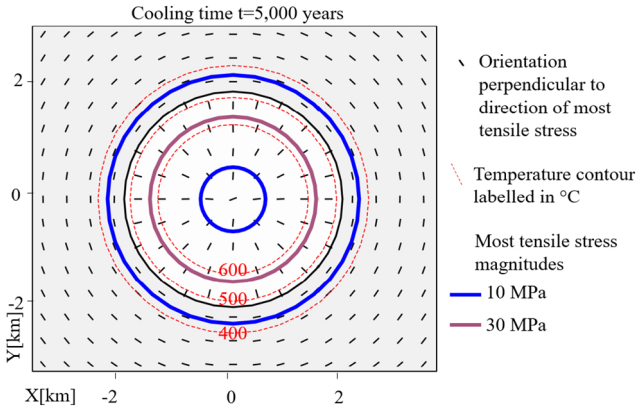 Cooling time t=5,000 years
2
0
-2
Y[km]
X[km]
-2
0
2
600
500
400
Orientation
perpendicular to
direction of most
tensile stress
Temperature contour
labelled in °C
Most tensile stress
magnitudes
10 MPa
30 MPa